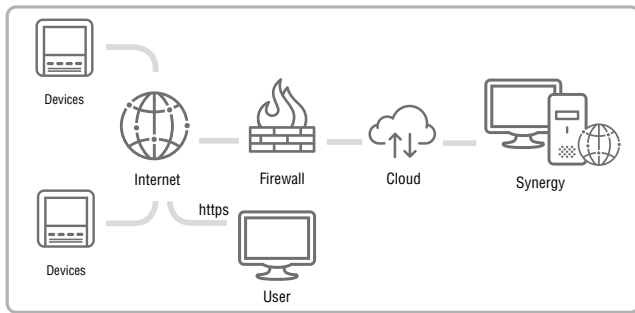 Devices
Internet
Firewall
Cloud
Synergy
https
Devices
User